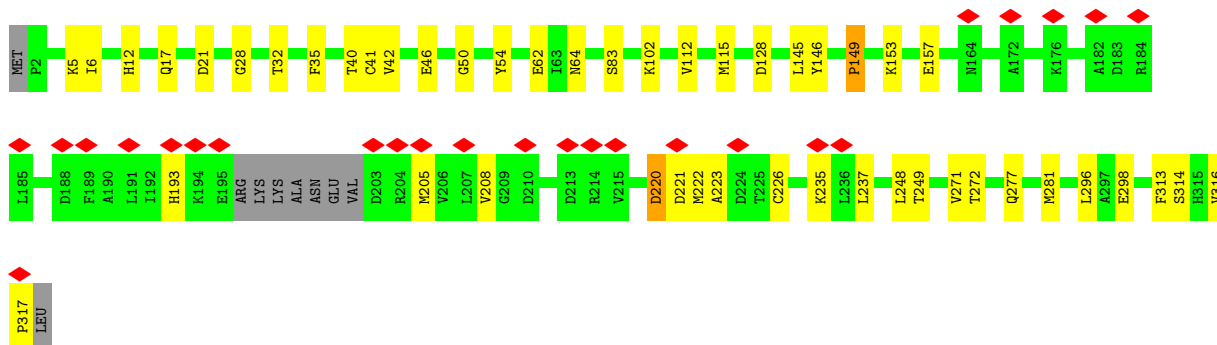 MET P2 K5 I6 H12 Q17 D21 G28 T32 F35 T40 C41 V42 E46 G50 Y54 E62 I63 N64 S83 K102 V112 M115 D128 L145 Y146 P149 K153 E157 N164 A172 K176 A182 D183 R184
L185 D188 F189 A190 L191 I192 H193 K194 E195 ARG LYS LYS ALA ASN GLU VAL D203 R204 M205 V206 L207 V208 G209 D210 D213 R214 V215 D220 D221 M222 A223 D224 T225 C226 K235 L236 L237 L248 T249 V271 T272 Q277 M281 L296 A297 E298 F313 S314 H315 V316
P317 LEU